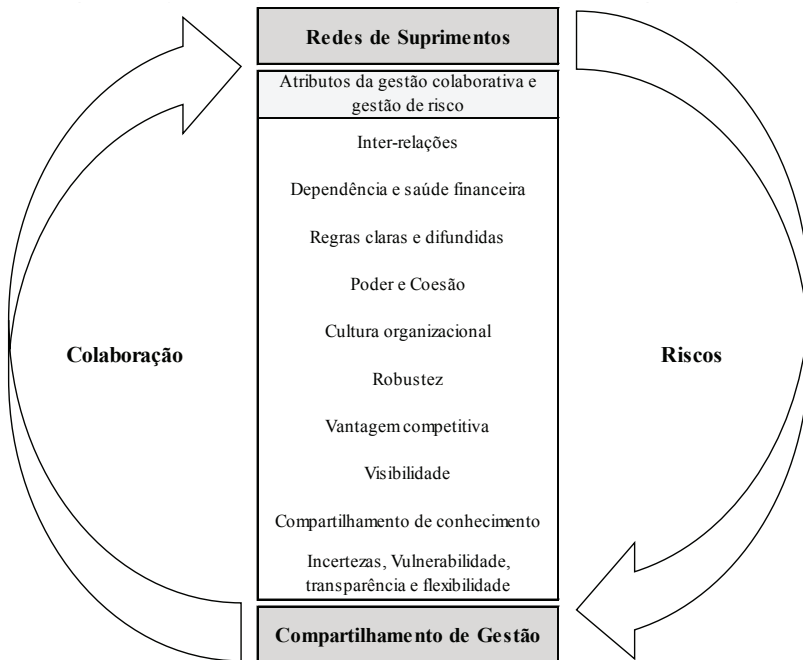 Redes de Suprimentos
Atributos da gestão colaborativa e
gestão de risco
Inter-relações
Dependência e saúde financeira
Regras claras e difundidas
Poder e Coesão
Cultura organizacional
Colaboração
Riscos
Robustez
Vantagem competitiva
Visibilidade
Compartilhamento de conhecimento
Incertezas, Vulnerabilidade,
transparência e flexibilidade
Compartilhamento de Gestão